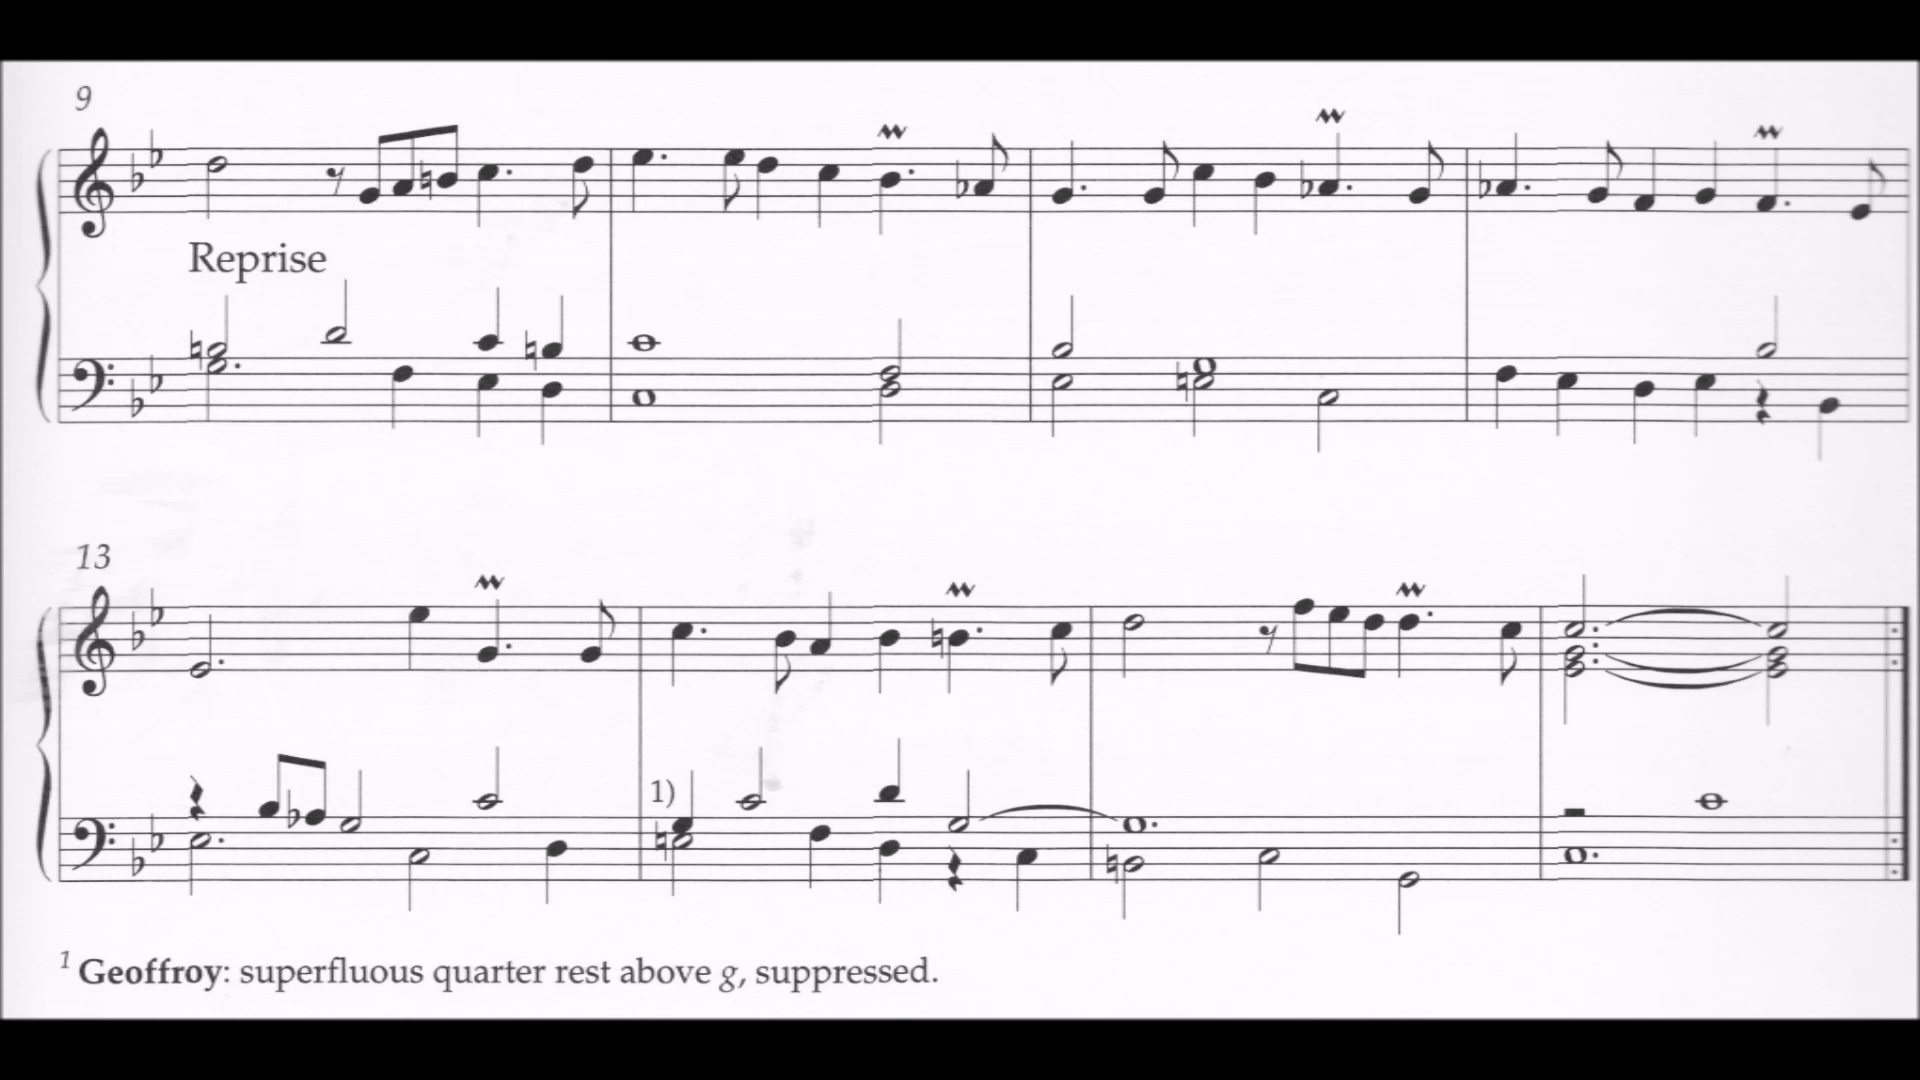 9
Reprise
13
1)
1 Geoffroy: superfluous quarter rest above g, suppressed.